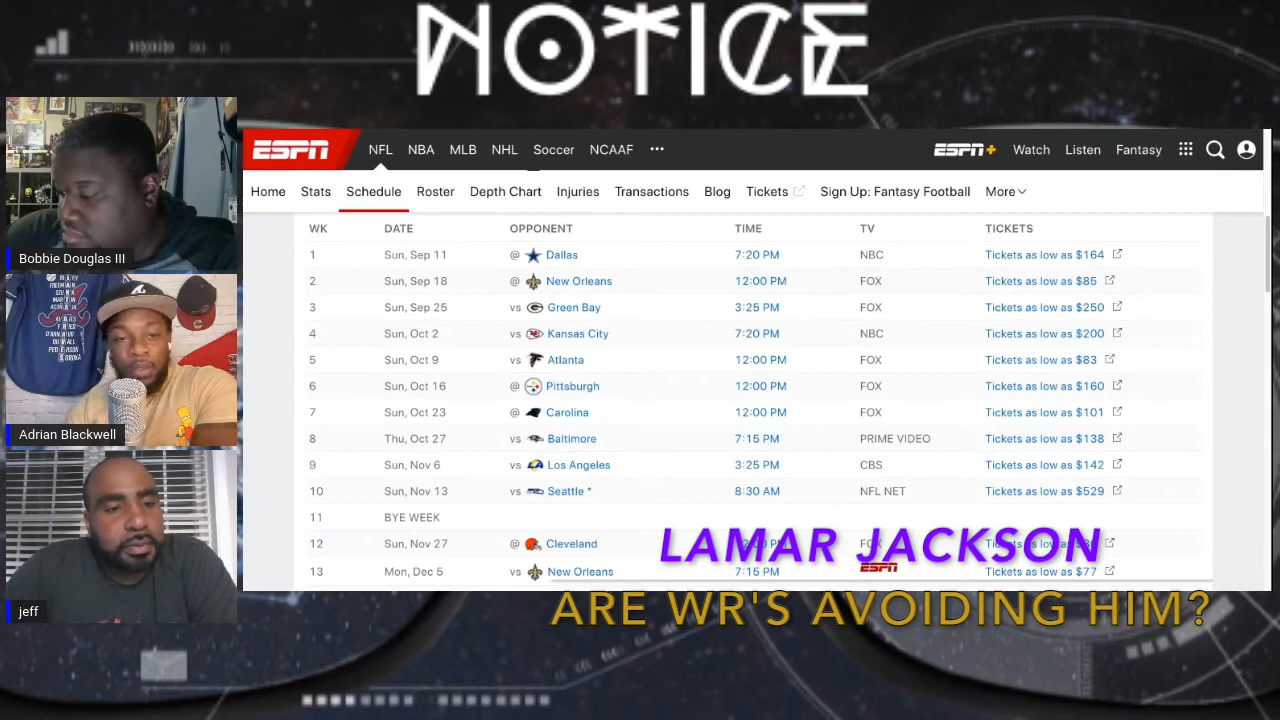 NOTICE
ESPN NFL NBA MLB NHL Soccer NCAAF ESPN+ Watch Listen Fantasy
Home Stats Schedule Roster Depth Chart Injuries Transactions Blog Tickets Sign Up: Fantasy Football More
WK DATE OPPONENT TIME TV TICKETS
1 Sun, Sep 11 @ Dallas 7:20 PM NBC Tickets as low as $164
2 Sun, Sep 18 @ New Orleans 12:00 PM FOX Tickets as low as $85
3 Sun, Sep 25 vs Green Bay 3:25 PM FOX Tickets as low as $250
4 Sun, Oct 2 vs Kansas City 7:20 PM NBC Tickets as low as $200
5 Sun, Oct 9 vs Atlanta 12:00 PM FOX Tickets as low as $83
6 Sun, Oct 16 @ Pittsburgh 12:00 PM FOX Tickets as low as $160
7 Sun, Oct 23 @ Carolina 12:00 PM FOX Tickets as low as $101
8 Thu, Oct 27 vs Baltimore 7:15 PM PRIME VIDEO Tickets as low as $138
9 Sun, Nov 6 vs Los Angeles 3:25 PM CBS Tickets as low as $142
10 Sun, Nov 13 vs Seattle * 8:30 AM NFL NET Tickets as low as $529
11 BYE WEEK
12 Sun, Nov 27 @ Cleveland FOX Tickets as low as
13 Mon, Dec 5 vs New Orleans 7:15 PM ESPN Tickets as low as $77
LAMAR JACKSON
ARE WR'S AVOIDING HIM?
Bobbie Douglas III
Adrian Blackwell
jeff